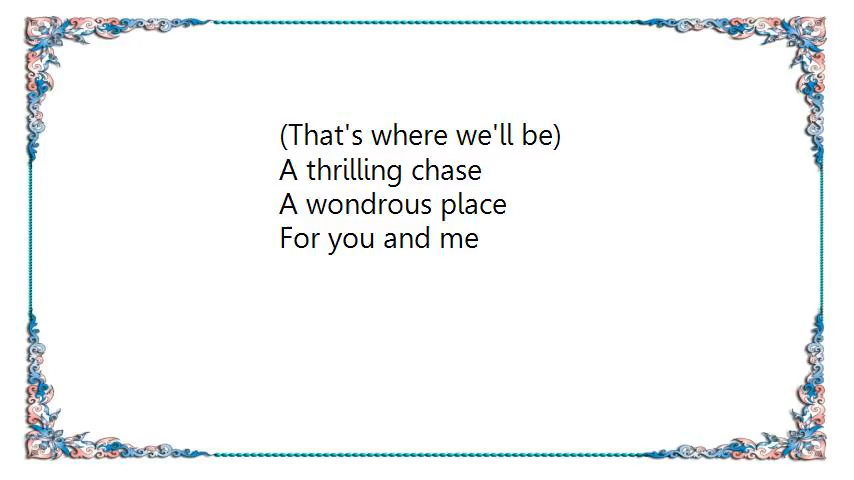 (That's where we'll be)
A thrilling chase
A wondrous place
For you and me